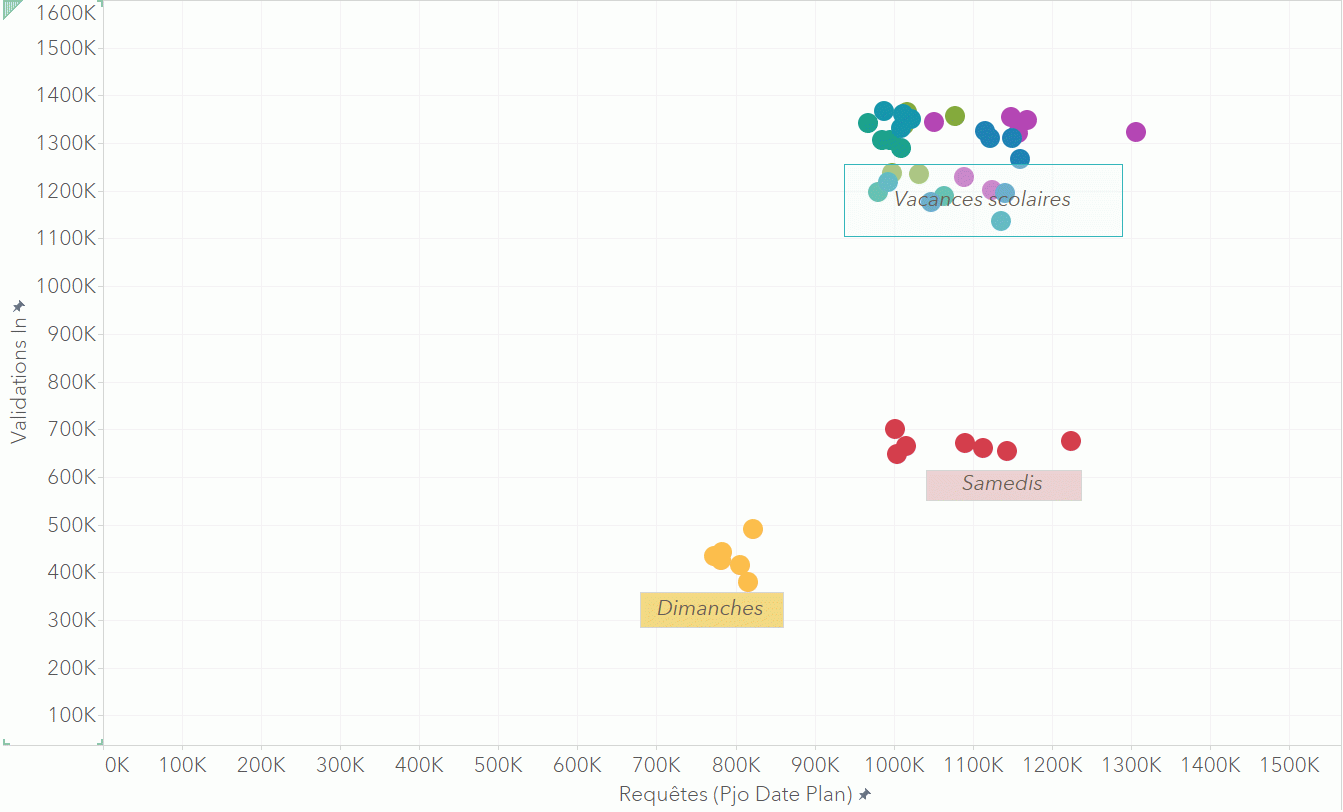 1600K
1500K
1400K
1300K
1200K
1100K
1000K
900K
800K
700K
600K
500K
400K
300K
200K
100K
Validations In
Vacances scolaires
Samedis
Dimanches
0K 100K 200K 300K 400K 500K 600K 700K 800K 900K 1000K 1100K 1200K 1300K 1400K 1500K
Requêtes (Pjo Date Plan)